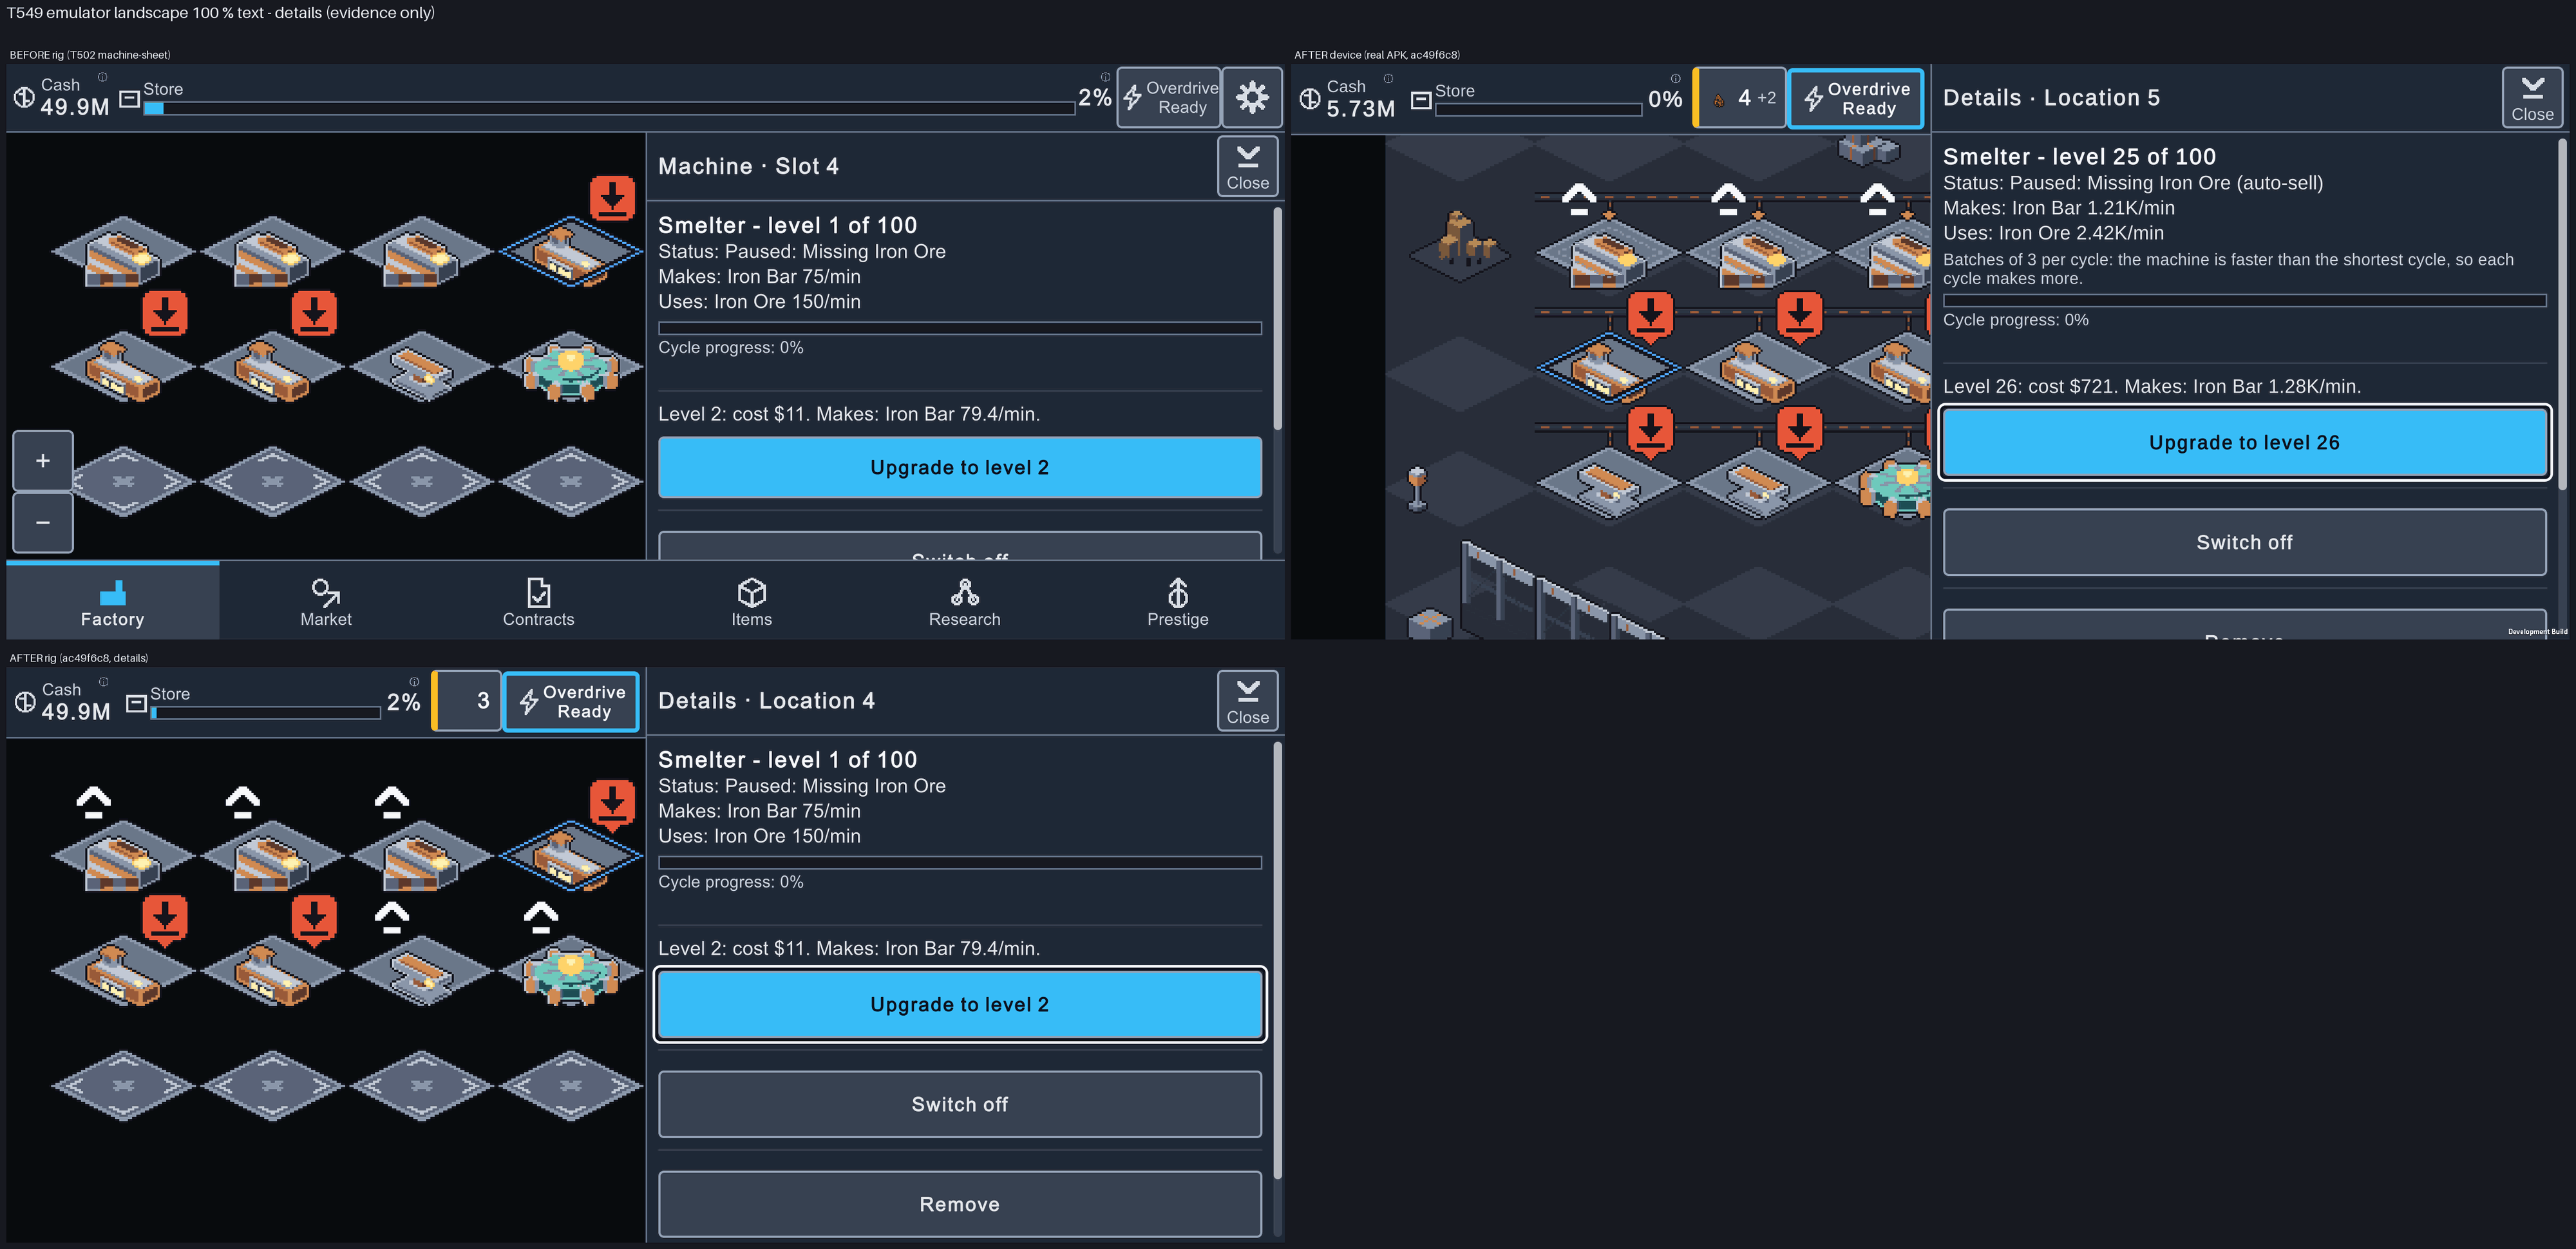 T549 emulator landscape 100 % text - details (evidence only)
BEFORE rig (T502 machine-sheet)
Cash
49.9M
Store
2%
Overdrive
Ready
Machine · Slot 4
Close
Smelter - level 1 of 100
Status: Paused: Missing Iron Ore
Makes: Iron Bar 75/min
Uses: Iron Ore 150/min
Cycle progress: 0%
Level 2: cost $11. Makes: Iron Bar 79.4/min.
Upgrade to level 2
Switch off
+
−
Factory
Market
Contracts
Items
Research
Prestige
AFTER device (real APK, ac49f6c8)
Cash
5.73M
Store
0%
4 +2
Overdrive
Ready
Details · Location 5
Close
Smelter - level 25 of 100
Status: Paused: Missing Iron Ore (auto-sell)
Makes: Iron Bar 1.21K/min
Uses: Iron Ore 2.42K/min
Batches of 3 per cycle: the machine is faster than the shortest cycle, so each
cycle makes more.
Cycle progress: 0%
Level 26: cost $721. Makes: Iron Bar 1.28K/min.
Upgrade to level 26
Switch off
Remove
Development Build
AFTER rig (ac49f6c8, details)
Cash
49.9M
Store
2%
3
Overdrive
Ready
Details · Location 4
Close
Smelter - level 1 of 100
Status: Paused: Missing Iron Ore
Makes: Iron Bar 75/min
Uses: Iron Ore 150/min
Cycle progress: 0%
Level 2: cost $11. Makes: Iron Bar 79.4/min.
Upgrade to level 2
Switch off
Remove